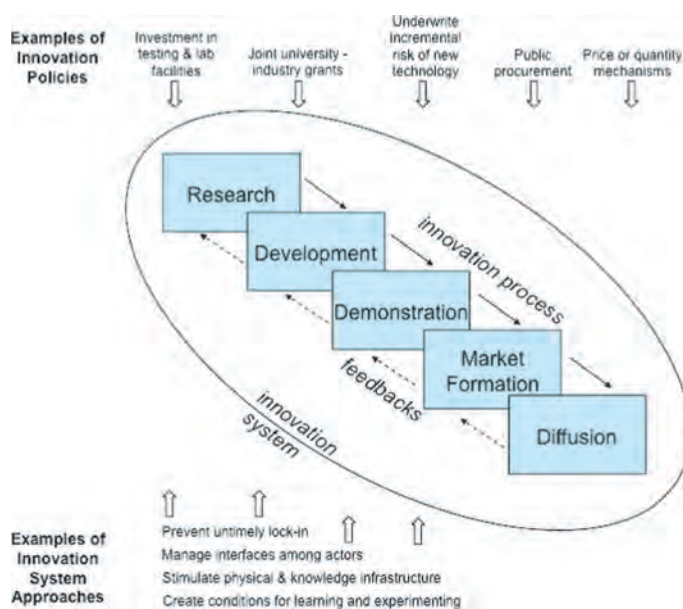 Examples of
Innovation
Policies
Investment in
testing & lab
facilities
Joint university -
industry grants
Underwrite
Incremental
risk of new
technology
Public
procurement
Price or quantity
mechanisms
Research
Development
Demonstration
Market
Formation
Diffusion
innovation process
feedbacks
innovation
system
Examples of
Innovation
System
Approaches
Prevent untimely lock-in
Manage interfaces among actors
Stimulate physical & knowledge infrastructure
Create conditions for learning and experimenting